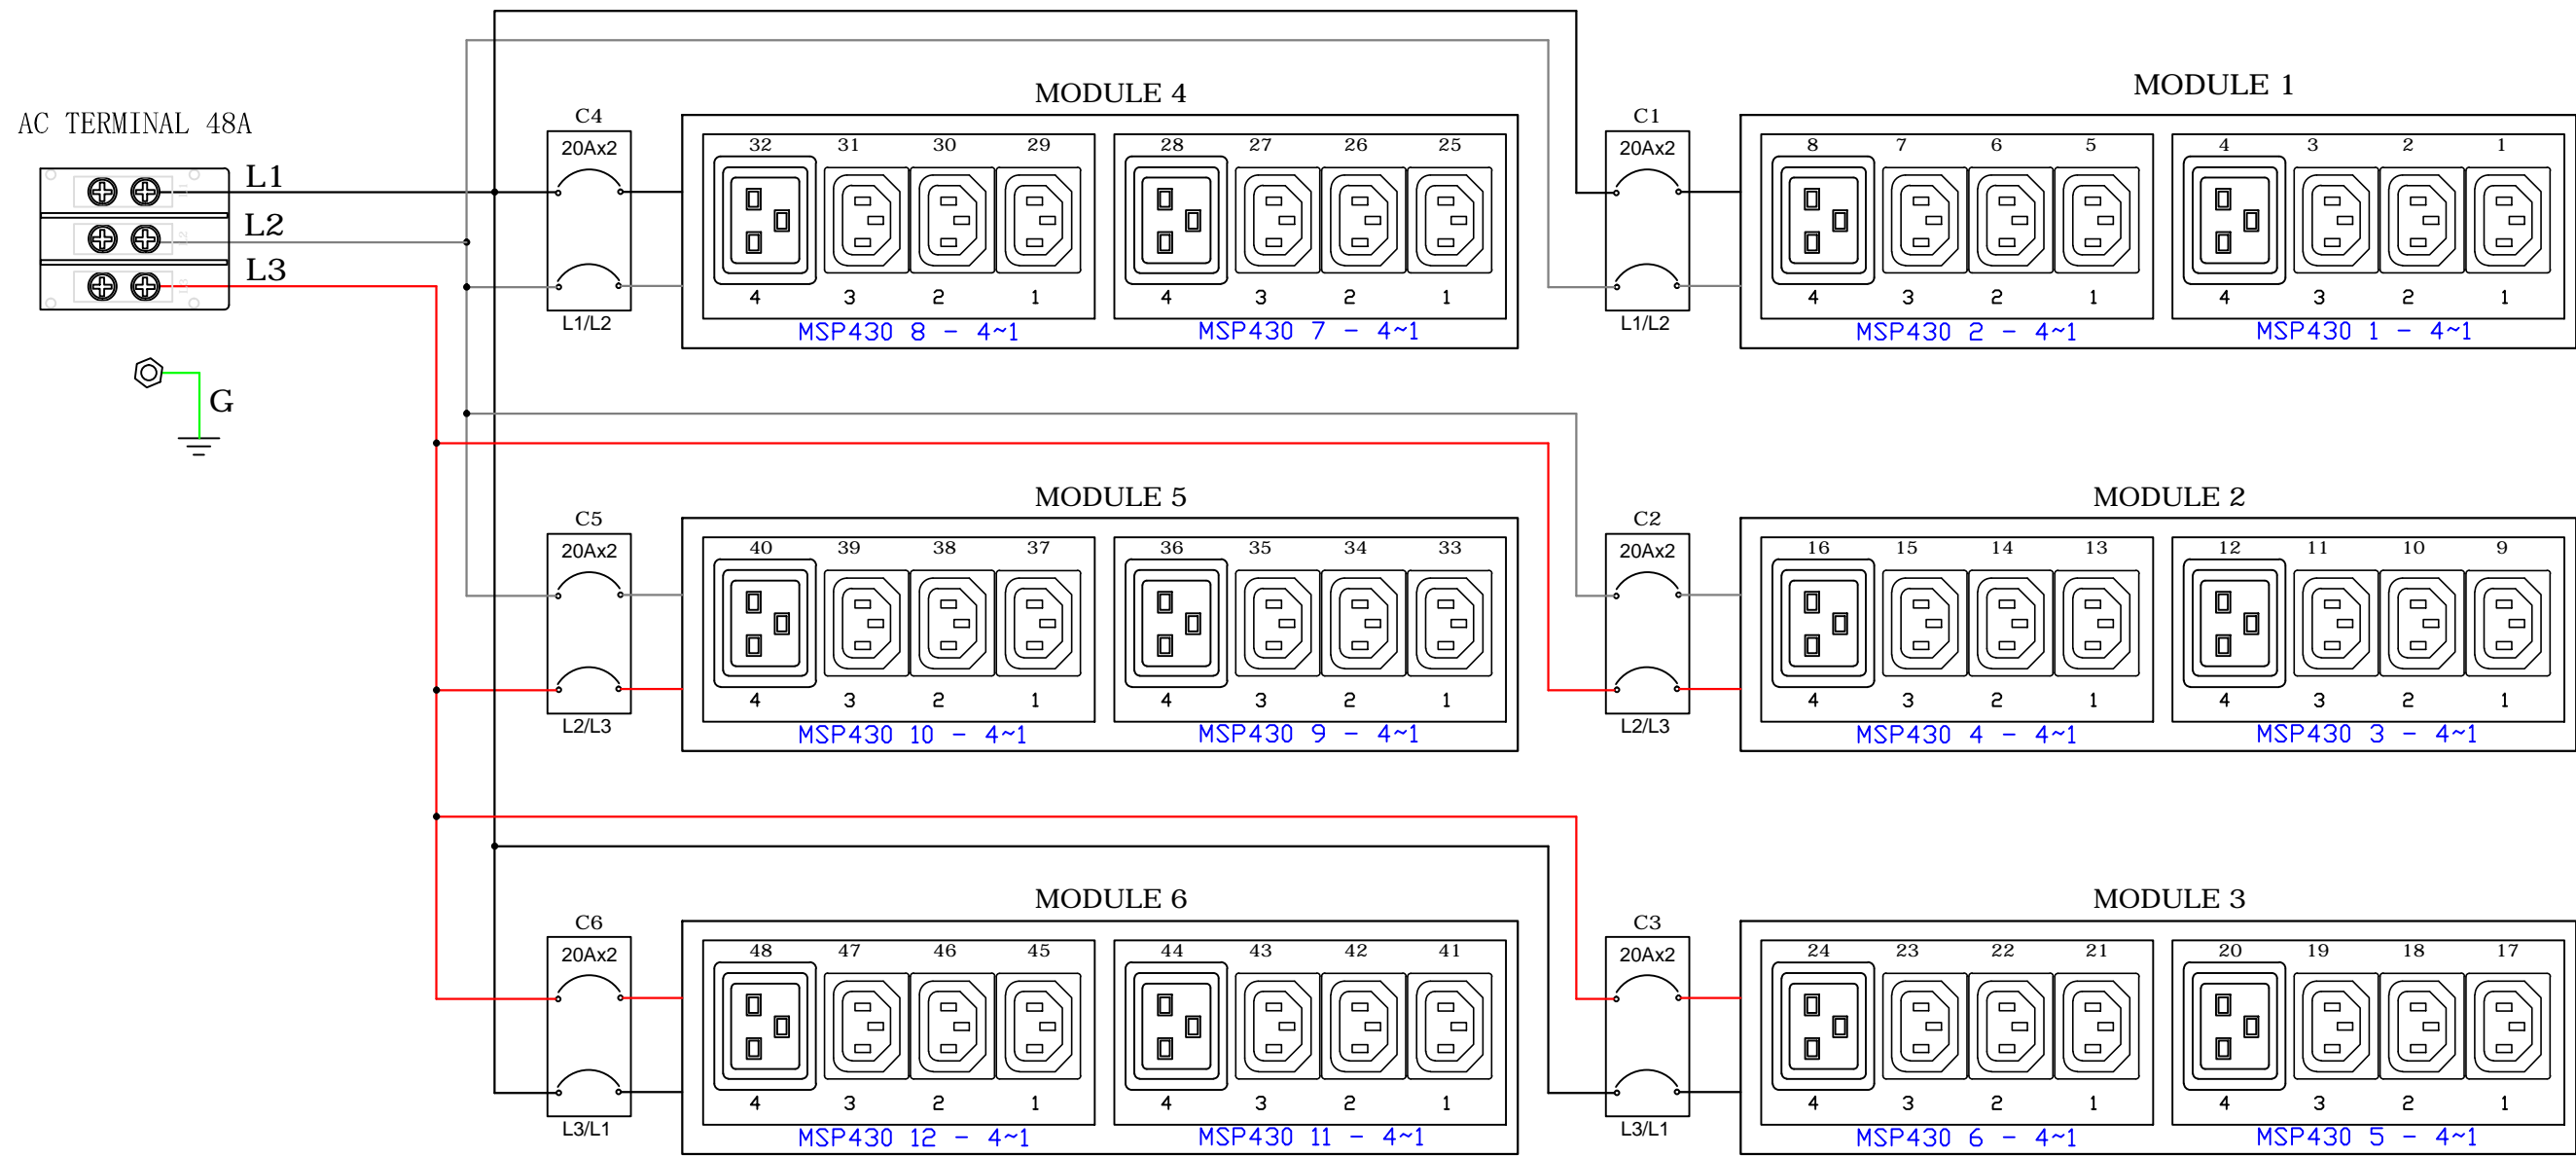 AC TERMINAL 48A
L1
L2
L3
G
MODULE 4
C4
20Ax2
L1/L2
32 31 30 29 28 27 26 25
4 3 2 1 4 3 2 1
MSP430 8 - 4~1 MSP430 7 - 4~1
MODULE 1
C1
20Ax2
L1/L2
8 7 6 5 4 3 2 1
4 3 2 1 4 3 2 1
MSP430 2 - 4~1 MSP430 1 - 4~1
MODULE 5
C5
20Ax2
L2/L3
40 39 38 37 36 35 34 33
4 3 2 1 4 3 2 1
MSP430 10 - 4~1 MSP430 9 - 4~1
MODULE 2
C2
20Ax2
L2/L3
16 15 14 13 12 11 10 9
4 3 2 1 4 3 2 1
MSP430 4 - 4~1 MSP430 3 - 4~1
MODULE 6
C6
20Ax2
L3/L1
48 47 46 45 44 43 42 41
4 3 2 1 4 3 2 1
MSP430 12 - 4~1 MSP430 11 - 4~1
MODULE 3
C3
20Ax2
L3/L1
24 23 22 21 20 19 18 17
4 3 2 1 4 3 2 1
MSP430 6 - 4~1 MSP430 5 - 4~1